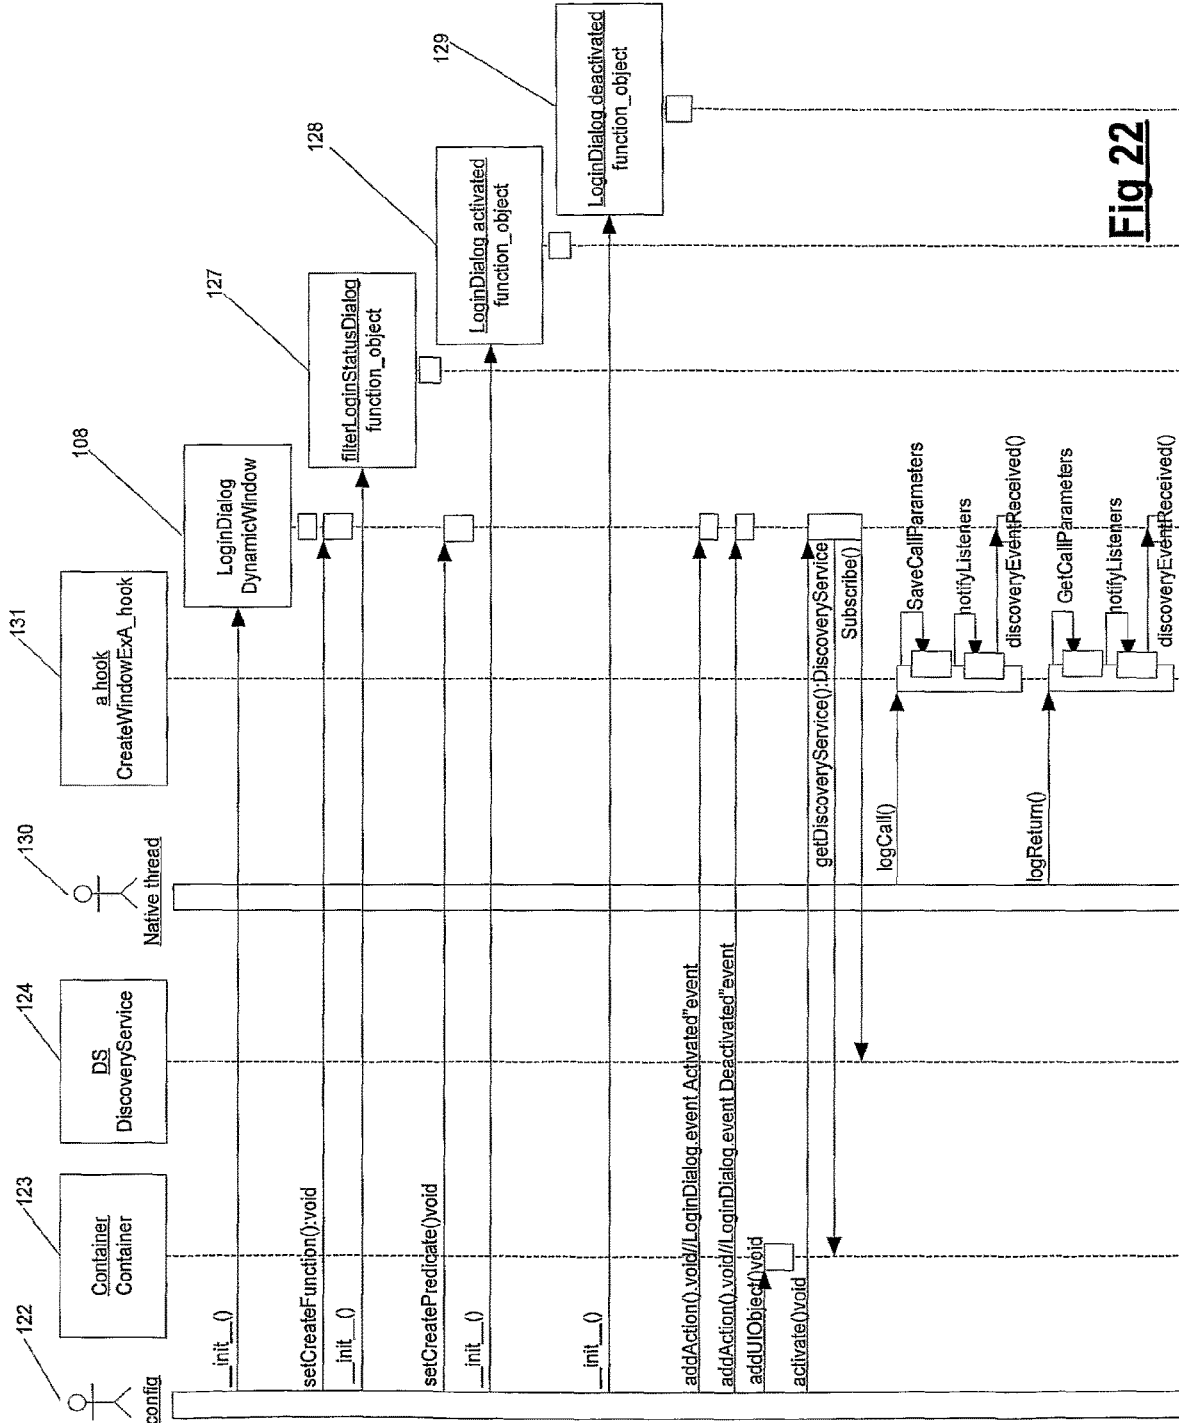 122
config
123
Container
Container
124
DS
DiscoveryService
130
Native thread
131
a hook
CreateWindowExA_hook
108
LoginDialog
DynamicWindow
127
filterLoginStatusDialog
function_object
128
LoginDialog.activated
function_object
129
LoginDialog.deactivated
function_object
__init__()
setCreateFunction():void
__init__()
setCreatePredicate()void
__init__()
__init__()
addAction().void//LoginDialog.event Activated"event
addAction().void//LoginDialog.event Deactivated"event
addUIObject()void
activate()void
getDiscoveryService():DiscoveryService
Subscribe()
logCall()
SaveCallParameters
notifyListeners
discoveryEventReceived()
logReturn()
GetCallParameters
notifyListeners
discoveryEventReceived()
Fig 22